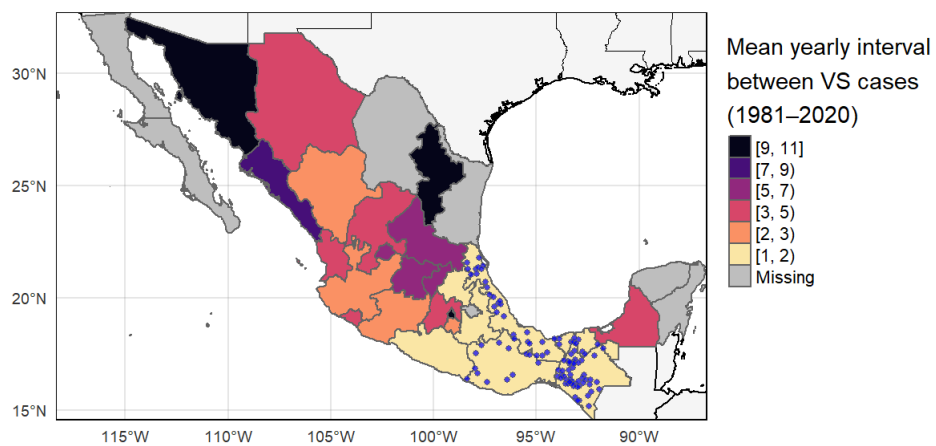 Mean yearly interval
between VS cases
(1981–2020)
[9, 11]
[7, 9)
[5, 7)
[3, 5)
[2, 3)
[1, 2)
Missing
30°N
25°N
20°N
15°N
115°W 110°W 105°W 100°W 95°W 90°W